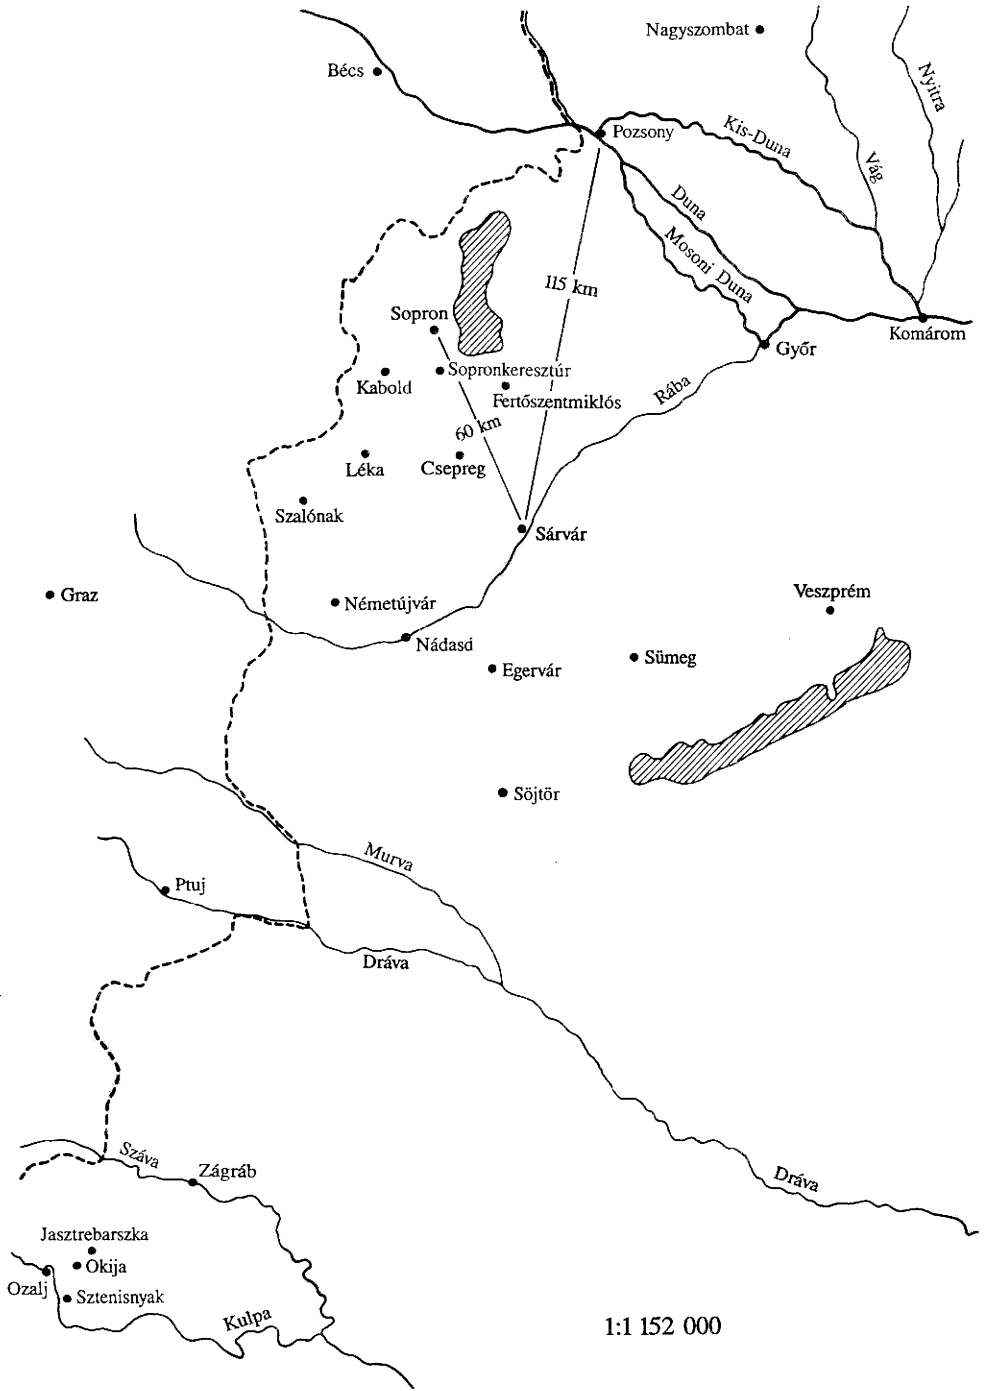 Nagyszombat
Bécs
Nyitra
Pozsony
Kis-Duna
Vág
Duna
Mosoni Duna
115 km
Sopron
Komárom
Győr
Sopronkeresztúr
Kabold
Rába
Fertőszentmiklós
60 km
Léka
Csepreg
Szalónak
Sárvár
Graz
Veszprém
Németújvár
Nádasd
Egervár
Sümeg
Söjtör
Murva
Ptuj
Dráva
Száva
Zágráb
Dráva
Jasztrebarszka
Okija
Ozalj
Sztenisnyak
Kulpa
1:1 152 000